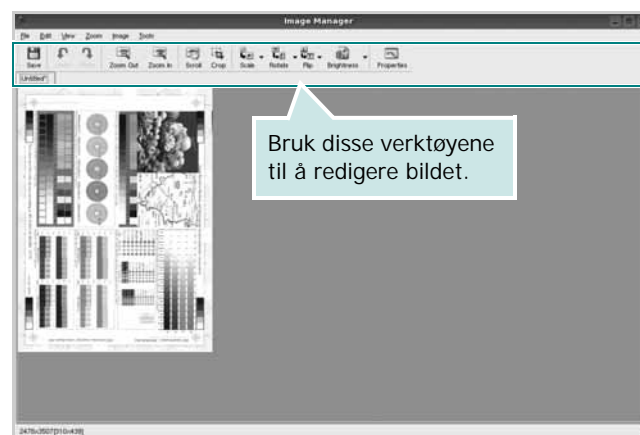 Image Manager
File Edit View Zoom Image Tools
Save Zoom Out Zoom In Scroll Crop Scale Rotate Flip Brightness Properties
Untitled*
Bruk disse verktøyene
til å redigere bildet.